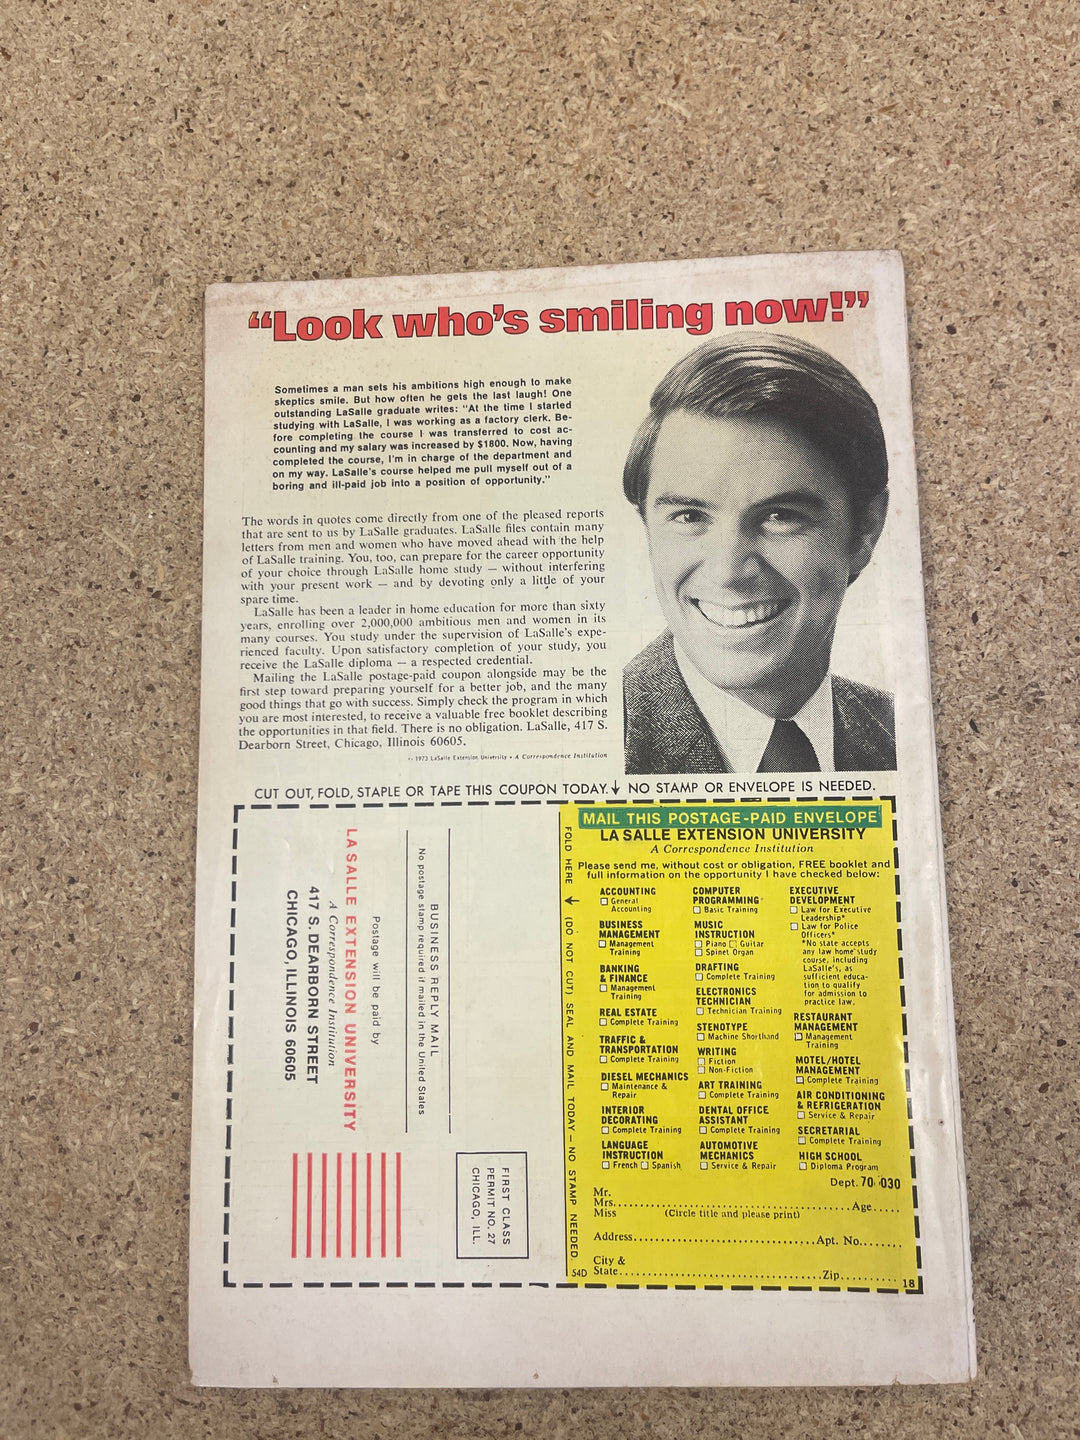 “Look who’s smiling now!”
Sometimes a man sets his ambitions high enough to make
skeptics smile. But how often he gets the last laugh! One
outstanding LaSalle graduate writes: “At the time I started
studying with LaSalle, I was working as a factory clerk. Be-
fore completing the course I was transferred to cost ac-
counting and my salary was increased by $1800. Now, having
completed the course, I’m in charge of the department and
on my way. LaSalle’s course helped me pull myself out of a
boring and ill-paid job into a position of opportunity.”
The words in quotes come directly from one of the pleased reports
that are sent to us by LaSalle graduates. LaSalle files contain many
letters from men and women who have moved ahead with the help
of LaSalle training. You, too, can prepare for the career opportunity
of your choice through LaSalle home study — without interfering
with your present work — and by devoting only a little of your
spare time.
LaSalle has been a leader in home education for more than sixty
years, enrolling over 2,000,000 ambitious men and women in its
many courses. You study under the supervision of LaSalle’s expe-
rienced faculty. Upon satisfactory completion of your study, you
receive the LaSalle diploma — a respected credential.
Mailing the LaSalle postage-paid coupon alongside may be the
first step toward preparing yourself for a better job, and the many
good things that go with success. Simply check the program in which
you are most interested, to receive a valuable free booklet describing
the opportunities in that field. There is no obligation. LaSalle, 417 S.
Dearborn Street, Chicago, Illinois 60605.
© 1973 LaSalle Extension University • A Correspondence Institution
CUT OUT, FOLD, STAPLE OR TAPE THIS COUPON TODAY. ↓ NO STAMP OR ENVELOPE IS NEEDED.
FIRST CLASS
PERMIT NO. 27
CHICAGO, ILL.
BUSINESS REPLY MAIL
No postage stamp required if mailed in the United States
Postage will be paid by
LA SALLE EXTENSION UNIVERSITY
A Correspondence Institution
417 S. DEARBORN STREET
CHICAGO, ILLINOIS 60605
FOLD HERE ↓ (DO NOT CUT) SEAL AND MAIL TODAY — NO STAMP NEEDED
MAIL THIS POSTAGE-PAID ENVELOPE
LA SALLE EXTENSION UNIVERSITY
A Correspondence Institution
Please send me, without cost or obligation, FREE booklet and
full information on the opportunity I have checked below:
ACCOUNTING
☐ General
Accounting
BUSINESS
MANAGEMENT
☐ Management
Training
BANKING
& FINANCE
☐ Management
Training
REAL ESTATE
☐ Complete Training
TRAFFIC &
TRANSPORTATION
☐ Complete Training
DIESEL MECHANICS
☐ Maintenance &
Repair
INTERIOR
DECORATING
☐ Complete Training
LANGUAGE
INSTRUCTION
☐ French ☐ Spanish
COMPUTER
PROGRAMMING
☐ Basic Training
MUSIC
INSTRUCTION
☐ Piano ☐ Guitar
☐ Spinet Organ
DRAFTING
☐ Complete Training
ELECTRONICS
TECHNICIAN
☐ Technician Training
STENOTYPE
☐ Machine Shorthand
WRITING
☐ Fiction
☐ Non-Fiction
ART TRAINING
☐ Complete Training
DENTAL OFFICE
ASSISTANT
☐ Complete Training
AUTOMOTIVE
MECHANICS
☐ Service & Repair
EXECUTIVE
DEVELOPMENT
☐ Law for Executive
Leadership*
☐ Law for Police
Officers*
*No state accepts
any law home study
course, including
LaSalle’s, as
sufficient educa-
tion to qualify
for admission to
practice law.
RESTAURANT
MANAGEMENT
☐ Management
Training
MOTEL/HOTEL
MANAGEMENT
☐ Complete Training
AIR CONDITIONING
& REFRIGERATION
☐ Service & Repair
SECRETARIAL
☐ Complete Training
HIGH SCHOOL
☐ Diploma Program
Dept. 70-030
Mr.
Mrs. Age
Miss (Circle title and please print)
Address Apt. No.
City &
54D State Zip
18